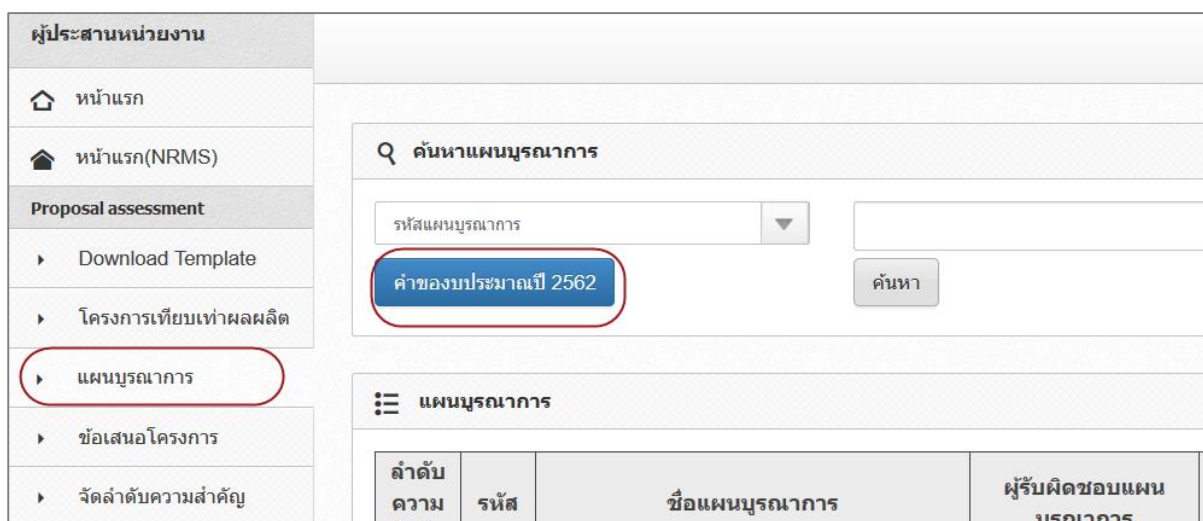 ผู้ประสานหน่วยงาน
หน้าแรก
หน้าแรก(NRMS)
Proposal assessment
Download Template
โครงการเทียบเท่าผลผลิต
แผนบูรณาการ
ข้อเสนอโครงการ
จัดลำดับความสำคัญ
ค้นหาแผนบูรณาการ
รหัสแผนบูรณาการ
คำของบประมาณปี 2562
ค้นหา
แผนบูรณาการ
ลำดับ
ความ
รหัส
ชื่อแผนบูรณาการ
ผู้รับผิดชอบแผน
บูรณาการ